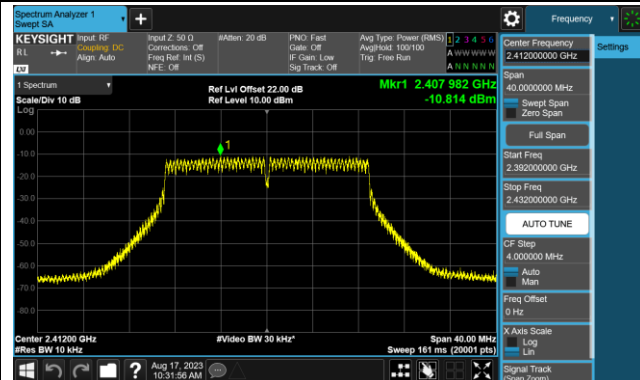 Spectrum Analyzer 1
Swept SA
Frequency
KEYSIGHT
RL
LXI
Input: RF
Coupling: DC
Align: Auto
Input Z: 50 Ω
Corrections: Off
Freq Ref: Int (S)
NFE: Off
#Atten: 20 dB
PNO: Fast
Gate: Off
IF Gain: Low
Sig Track: Off
Avg Type: Power (RMS)
Avg|Hold: 100/100
Trig: Free Run
1 2 3 4 5 6
A W W W W W
A N N N N N
1 Spectrum
Scale/Div 10 dB
Log
Ref Lvl Offset 22.00 dB
Ref Level 10.00 dBm
Mkr1 2.407 982 GHz
-10.814 dBm
1
0.00
-10.0
-20.0
-30.0
-40.0
-50.0
-60.0
-70.0
-80.0
Center 2.41200 GHz
#Res BW 10 kHz
#Video BW 30 kHz*
Span 40.00 MHz
Sweep 161 ms (20001 pts)
Aug 17, 2023
10:31:56 AM
Center Frequency
2.412000000 GHz
Span
40.0000000 MHz
Swept Span
Zero Span
Full Span
Start Freq
2.392000000 GHz
Stop Freq
2.432000000 GHz
AUTO TUNE
CF Step
4.000000 MHz
Auto
Man
Freq Offset
0 Hz
X Axis Scale
Log
Lin
Signal Track
(Span Zoom)
Settings